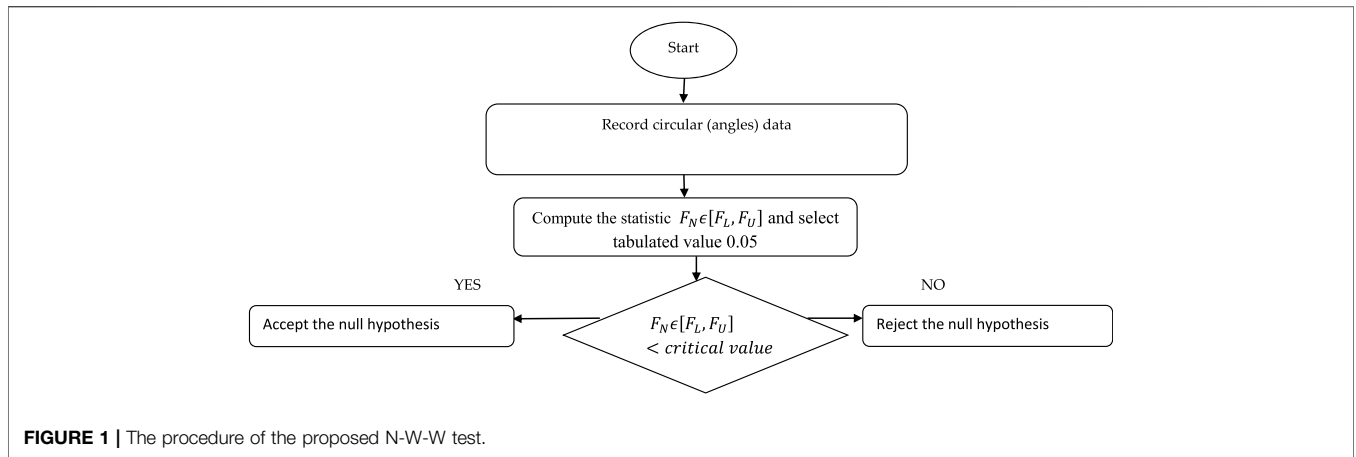 Start
Record circular (angles) data
Compute the statistic F_N ϵ[F_L, F_U] and select
tabulated value 0.05
YES
NO
Accept the null hypothesis
F_N ϵ[F_L, F_U]
< critical value
Reject the null hypothesis
FIGURE 1 | The procedure of the proposed N-W-W test.